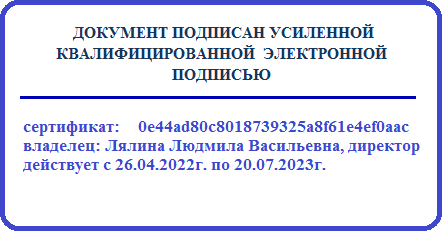 ДОКУМЕНТ ПОДПИСАН УСИЛЕННОЙ
КВАЛИФИЦИРОВАННОЙ ЭЛЕКТРОННОЙ
ПОДПИСЬЮ
сертификат: 0e44ad80c8018739325a8f61e4ef0aac
владелец: Лялина Людмила Васильевна, директор
действует с 26.04.2022г. по 20.07.2023г.